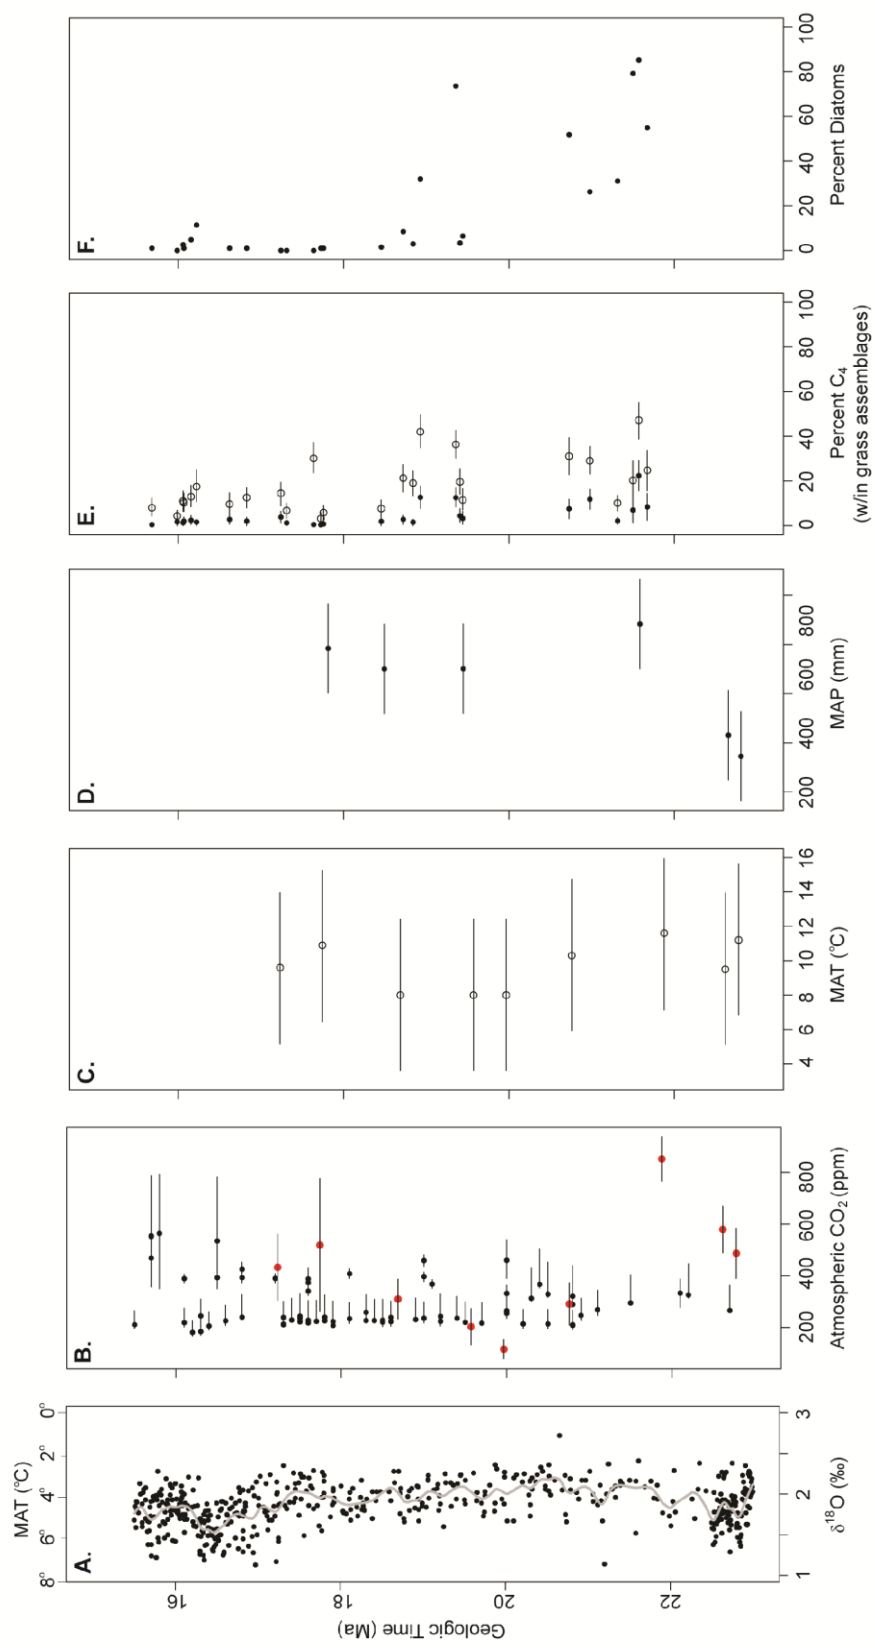 F.
0 20 40 60 80 100
Percent Diatoms
E.
0 20 40 60 80 100
Percent C₄
(w/in grass assemblages)
D.
200 400 600 800
MAP (mm)
C.
4 6 8 10 12 14 16
MAT (°C)
B.
200 400 600 800
Atmospheric CO₂ (ppm)
MAT (°C)
8° 6° 4° 2° 0°
A.
1 2 3
δ¹⁸O (‰)
16 18 20 22
Geologic Time (Ma)